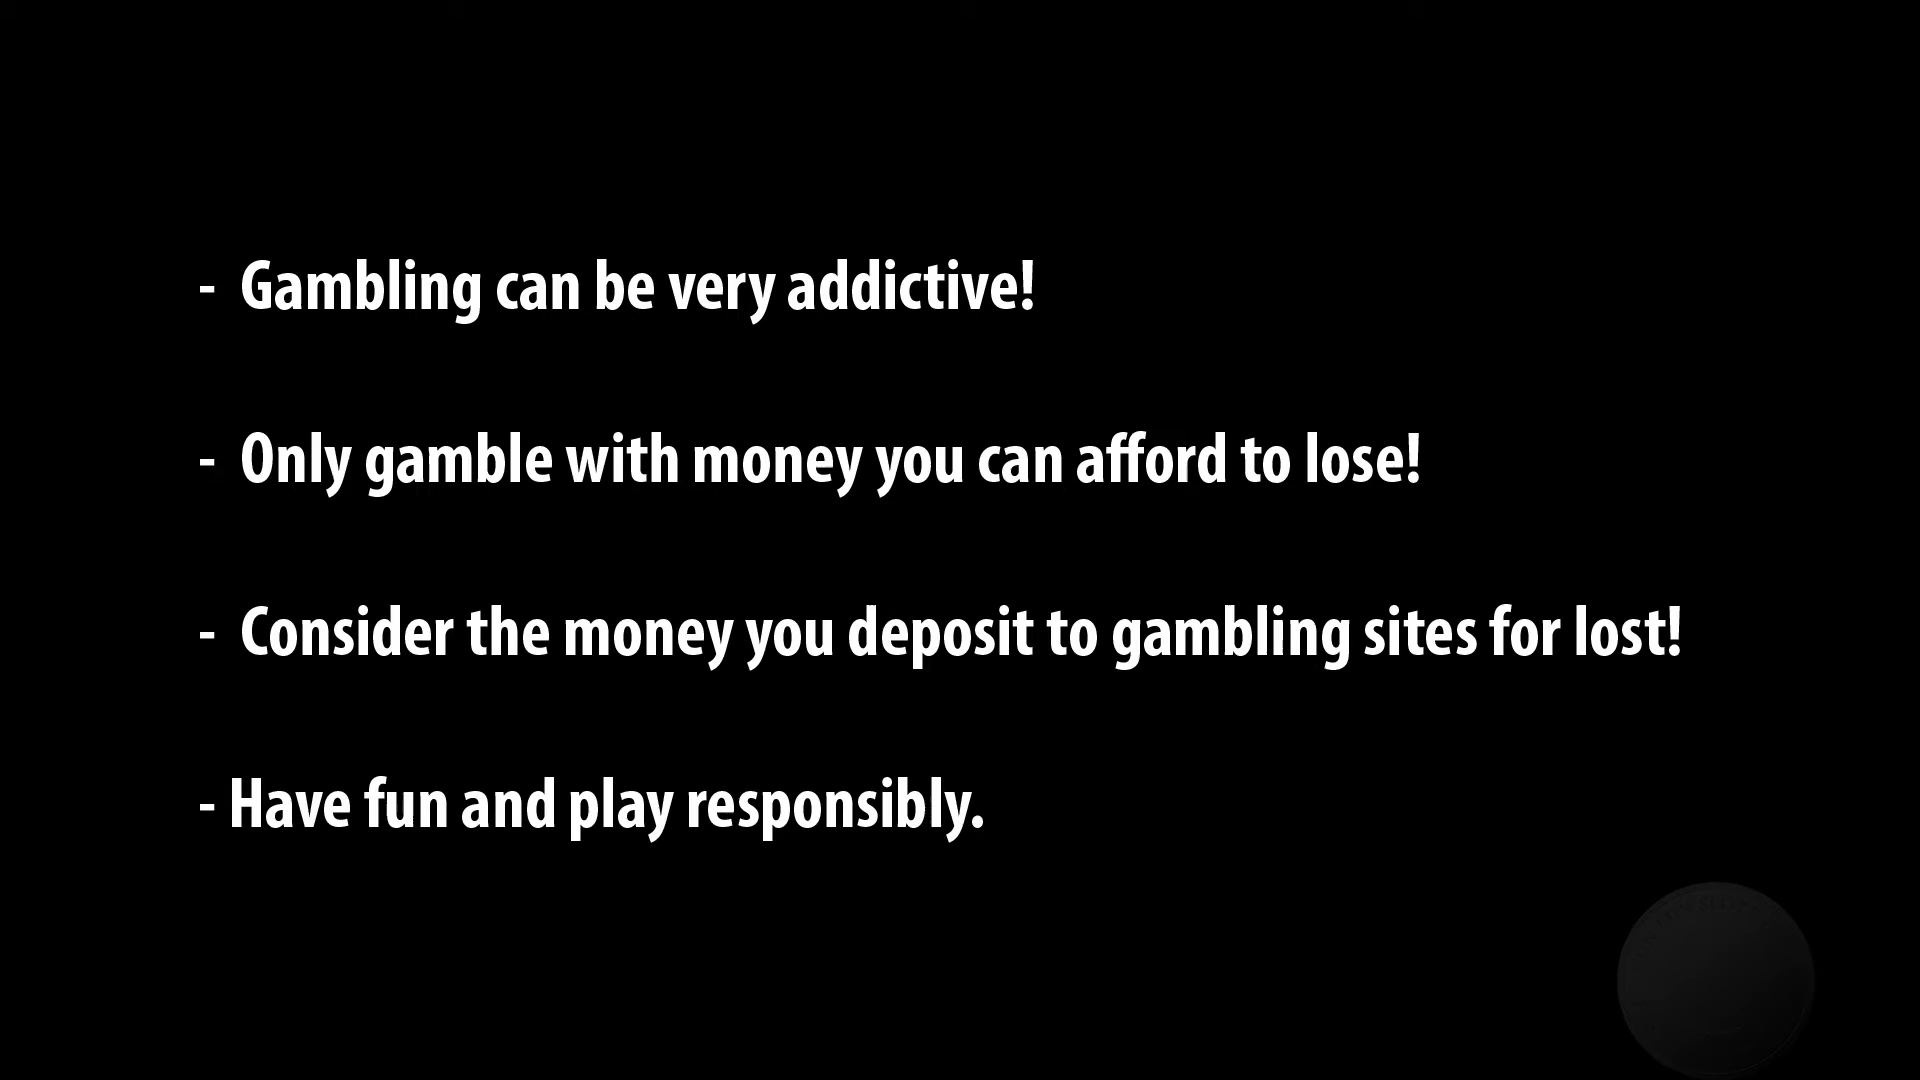 - Gambling can be very addictive!
- Only gamble with money you can afford to lose!
- Consider the money you deposit to gambling sites for lost!
- Have fun and play responsibly.